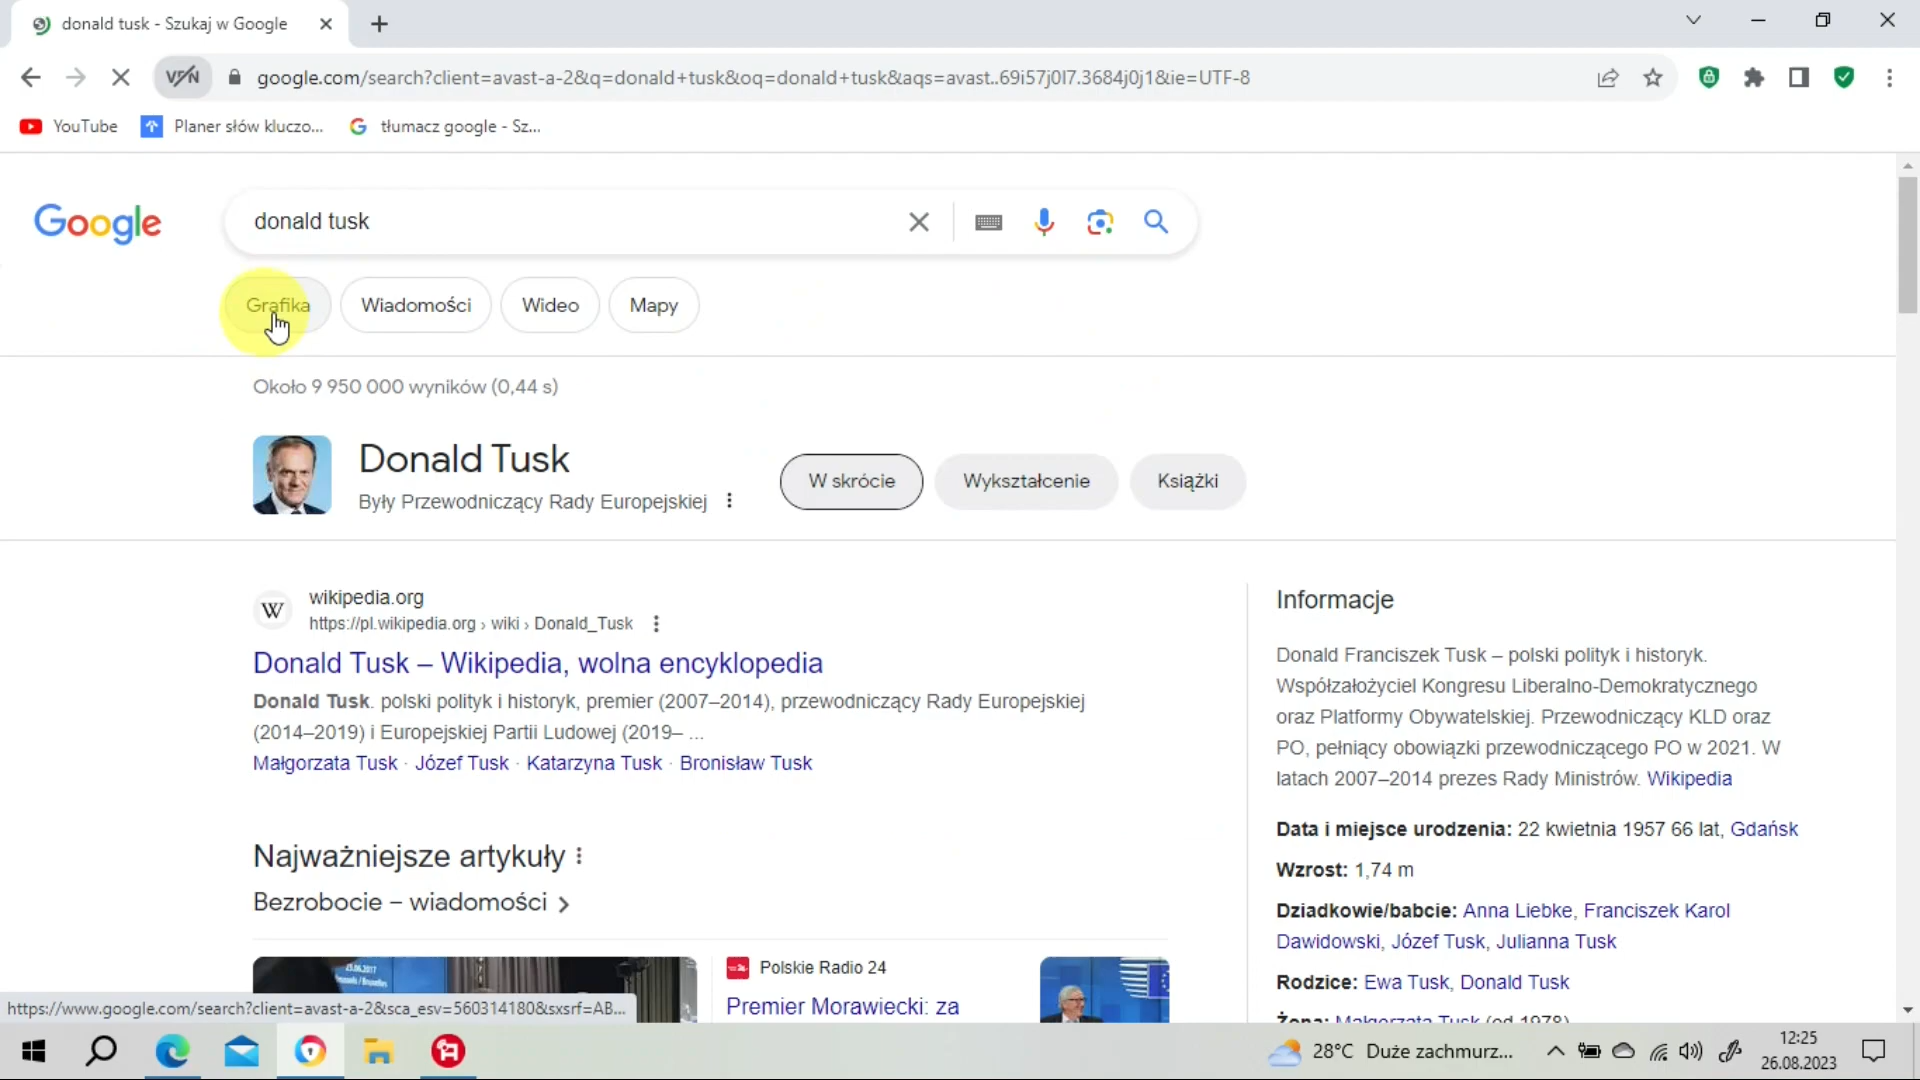 donald tusk - Szukaj w Google
VPN
google.com/search?client=avast-a-2&q=donald+tusk&oq=donald+tusk&aqs=avast..69i57j0l7.3684j0j1&ie=UTF-8
YouTube
Planer słów kluczo...
tłumacz google - Sz...
Google
donald tusk
Grafika
Wiadomości
Wideo
Mapy
Około 9 950 000 wyników (0,44 s)
Donald Tusk
Były Przewodniczący Rady Europejskiej
W skrócie
Wykształcenie
Książki
W
wikipedia.org
https://pl.wikipedia.org › wiki › Donald_Tusk
Donald Tusk – Wikipedia, wolna encyklopedia
Donald Tusk. polski polityk i historyk, premier (2007–2014), przewodniczący Rady Europejskiej
(2014–2019) i Europejskiej Partii Ludowej (2019– ...
Małgorzata Tusk · Józef Tusk · Katarzyna Tusk · Bronisław Tusk
Najważniejsze artykuły
Bezrobocie – wiadomości
Polskie Radio 24
Premier Morawiecki: za
Informacje
Donald Franciszek Tusk – polski polityk i historyk.
Współzałożyciel Kongresu Liberalno-Demokratycznego
oraz Platformy Obywatelskiej. Przewodniczący KLD oraz
PO, pełniący obowiązki przewodniczącego PO w 2021. W
latach 2007–2014 prezes Rady Ministrów. Wikipedia
Data i miejsce urodzenia: 22 kwietnia 1957 66 lat, Gdańsk
Wzrost: 1,74 m
Dziadkowie/babcie: Anna Liebke, Franciszek Karol
Dawidowski, Józef Tusk, Julianna Tusk
Rodzice: Ewa Tusk, Donald Tusk
Żona: Małgorzata Tusk (od 1978)
https://www.google.com/search?client=avast-a-2&sca_esv=560314180&sxsrf=AB...
28°C Duże zachmurz...
12:25
26.08.2023